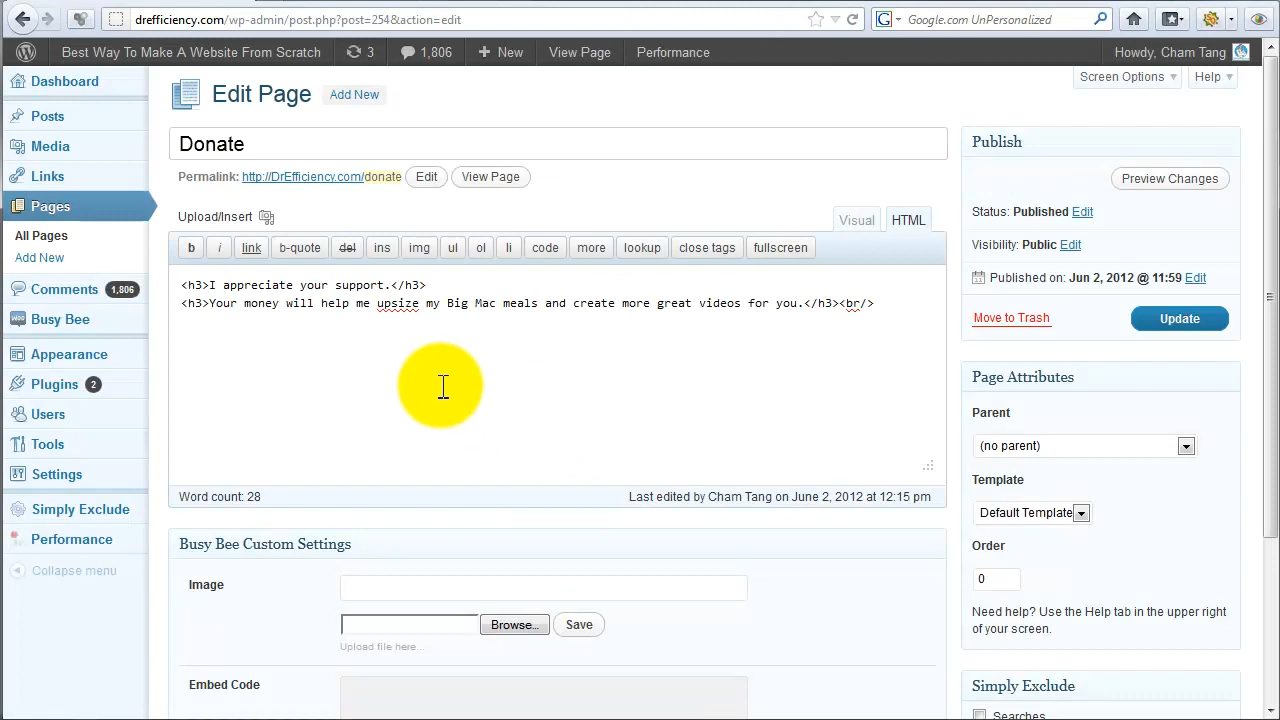 drefficiency.com/wp-admin/post.php?post=254&action=edit
Google.com UnPersonalized
Best Way To Make A Website From Scratch
3
1,806
New
View Page
Performance
Howdy, Cham Tang
Dashboard
Posts
Media
Links
Pages
All Pages
Add New
Comments 1,806
Busy Bee
Appearance
Plugins 2
Users
Tools
Settings
Simply Exclude
Performance
Collapse menu
Screen Options
Help
Edit Page
Add New
Donate
Permalink: http://DrEfficiency.com/donate
Edit
View Page
Upload/Insert
Visual
HTML
b
i
link
b-quote
del
ins
img
ul
ol
li
code
more
lookup
close tags
fullscreen
<h3>I appreciate your support.</h3>
<h3>Your money will help me upsize my Big Mac meals and create more great videos for you.</h3><br/>
Word count: 28
Last edited by Cham Tang on June 2, 2012 at 12:15 pm
Busy Bee Custom Settings
Image
Browse...
Save
Upload file here...
Embed Code
Publish
Preview Changes
Status: Published Edit
Visibility: Public Edit
Published on: Jun 2, 2012 @ 11:59 Edit
Move to Trash
Update
Page Attributes
Parent
(no parent)
Template
Default Template
Order
0
Need help? Use the Help tab in the upper right
of your screen.
Simply Exclude
Searches